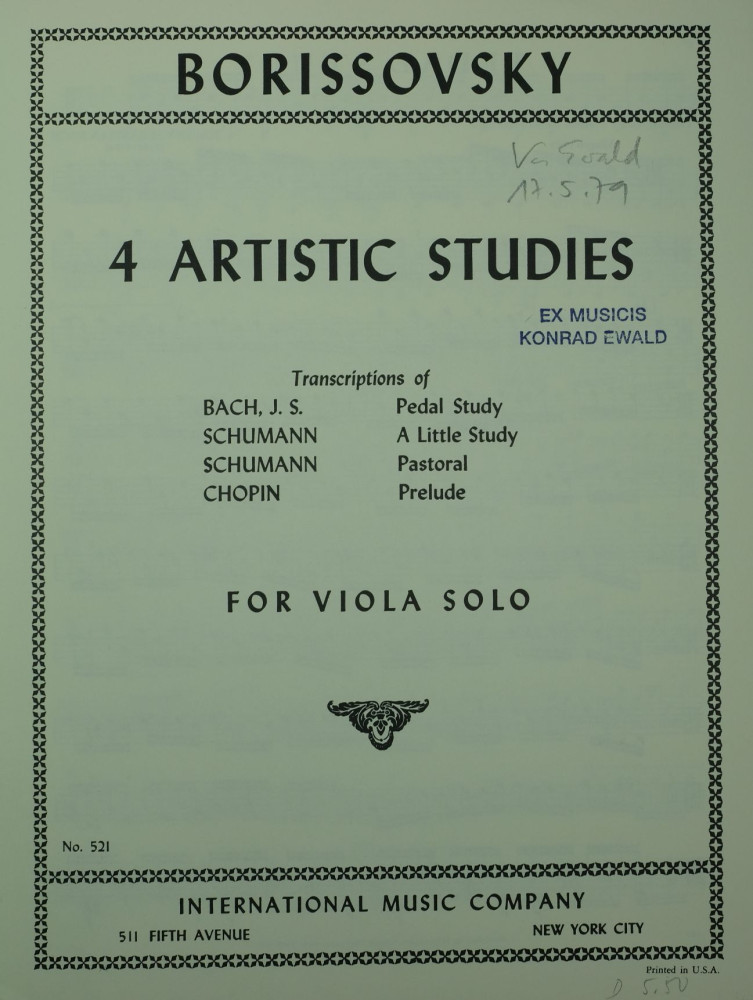 BORISSOVSKY
Ewald
17.5.79
4 ARTISTIC STUDIES
EX MUSICIS
KONRAD EWALD
Transcriptions of
BACH, J. S. Pedal Study
SCHUMANN A Little Study
SCHUMANN Pastoral
CHOPIN Prelude
FOR VIOLA SOLO
No. 521
INTERNATIONAL MUSIC COMPANY
511 FIFTH AVENUE NEW YORK CITY
Printed in U.S.A.
5.50